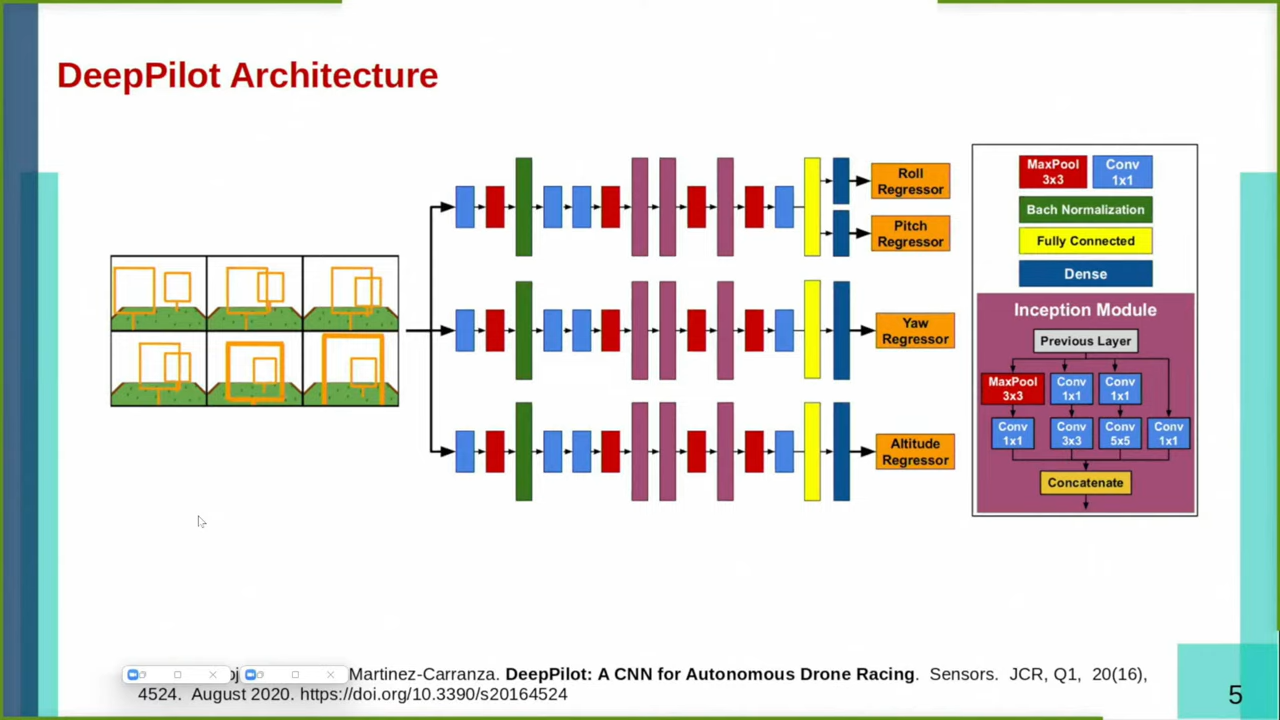 DeepPilot Architecture
Roll
Regressor
Pitch
Regressor
Yaw
Regressor
Altitude
Regressor
MaxPool
3x3
Conv
1x1
Bach Normalization
Fully Connected
Dense
Inception Module
Previous Layer
MaxPool
3x3
Conv
1x1
Conv
1x1
Conv
1x1
Conv
3x3
Conv
5x5
Conv
1x1
Concatenate
Martinez-Carranza. DeepPilot: A CNN for Autonomous Drone Racing. Sensors. JCR, Q1, 20(16),
4524. August 2020. https://doi.org/10.3390/s20164524
5